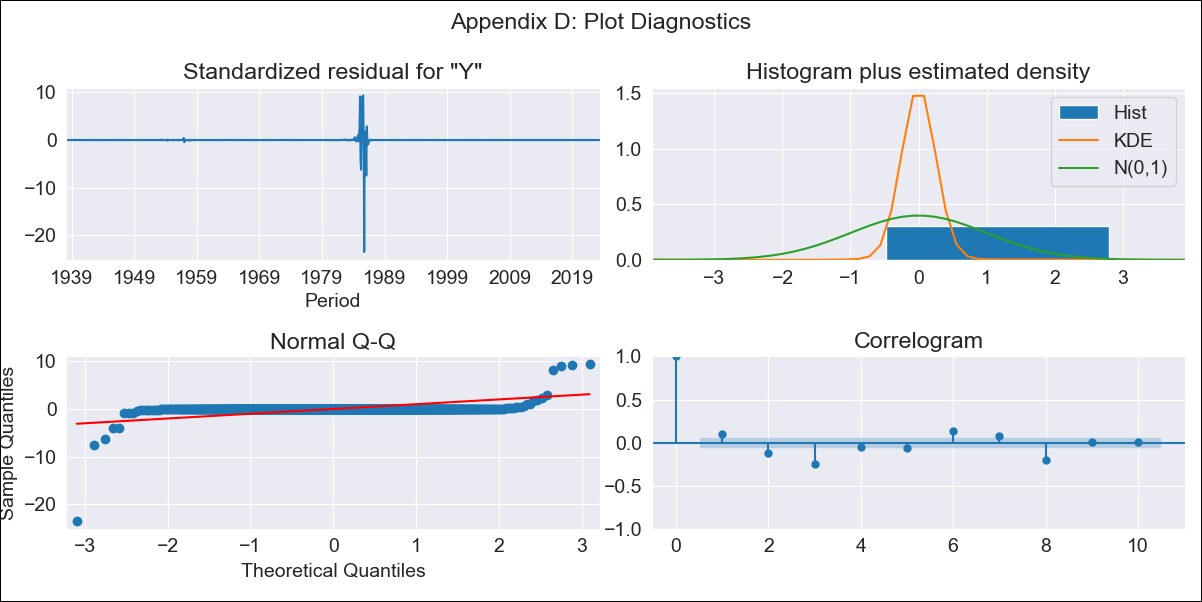 Appendix D: Plot Diagnostics
Standardized residual for "Y"
10
0
−10
−20
1939 1949 1959 1969 1979 1989 1999 2009 2019
Period
Histogram plus estimated density
1.5
1.0
0.5
0.0
Hist
KDE
N(0,1)
−3 −2 −1 0 1 2 3
Normal Q-Q
Sample Quantiles
10
0
−10
−20
−3 −2 −1 0 1 2 3
Theoretical Quantiles
Correlogram
1.0
0.5
0.0
−0.5
−1.0
0 2 4 6 8 10